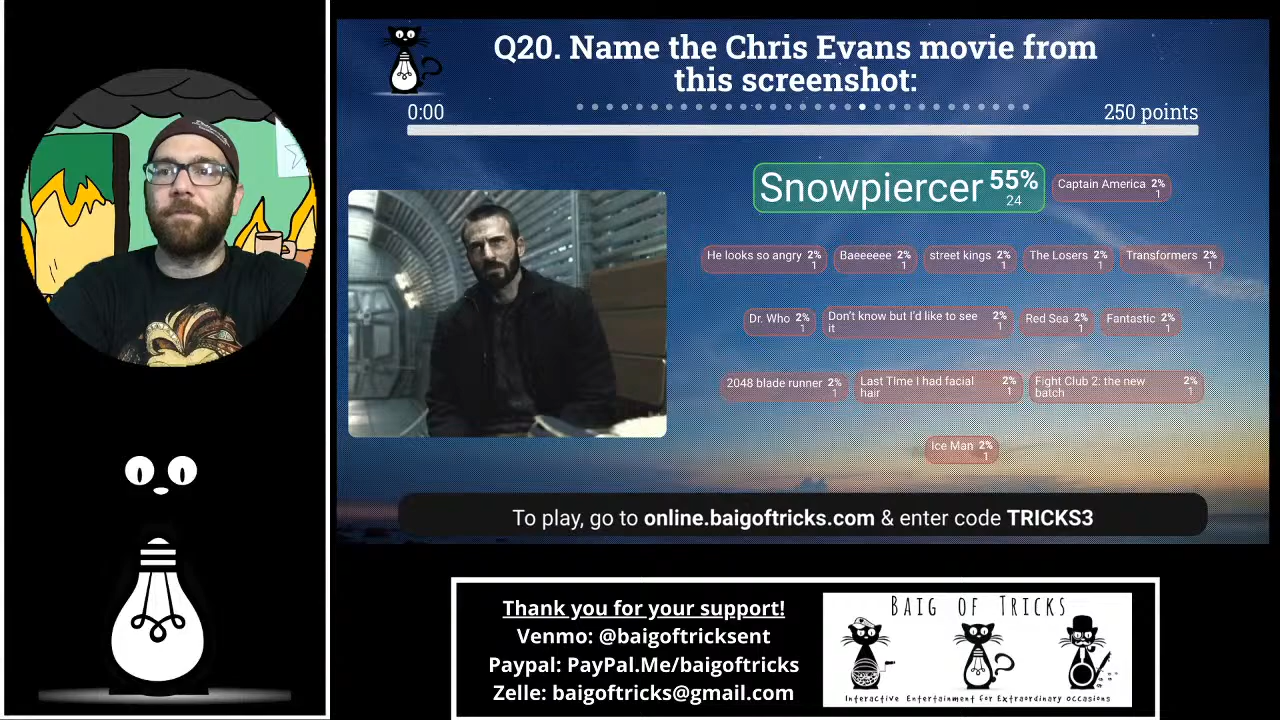 Q20. Name the Chris Evans movie from
this screenshot:
0:00
250 points
Snowpiercer 55%
24
Captain America 2%
1
He looks so angry 2%
1
Baeeeeee 2%
1
street kings 2%
1
The Losers 2%
1
Transformers 2%
1
Dr. Who 2%
1
Don't know but I'd like to see 2%
it 1
Red Sea 2%
1
Fantastic 2%
1
2048 blade runner 2%
1
Last TIme I had facial 2%
hair 1
Fight Club 2: the new 2%
batch 1
Ice Man 2%
1
To play, go to online.baigoftricks.com & enter code TRICKS3
Thank you for your support!
Venmo: @baigoftricksent
Paypal: PayPal.Me/baigoftricks
Zelle: baigoftricks@gmail.com
BAIG OF TRICKS
Interactive Entertainment for Extraordinary occasions